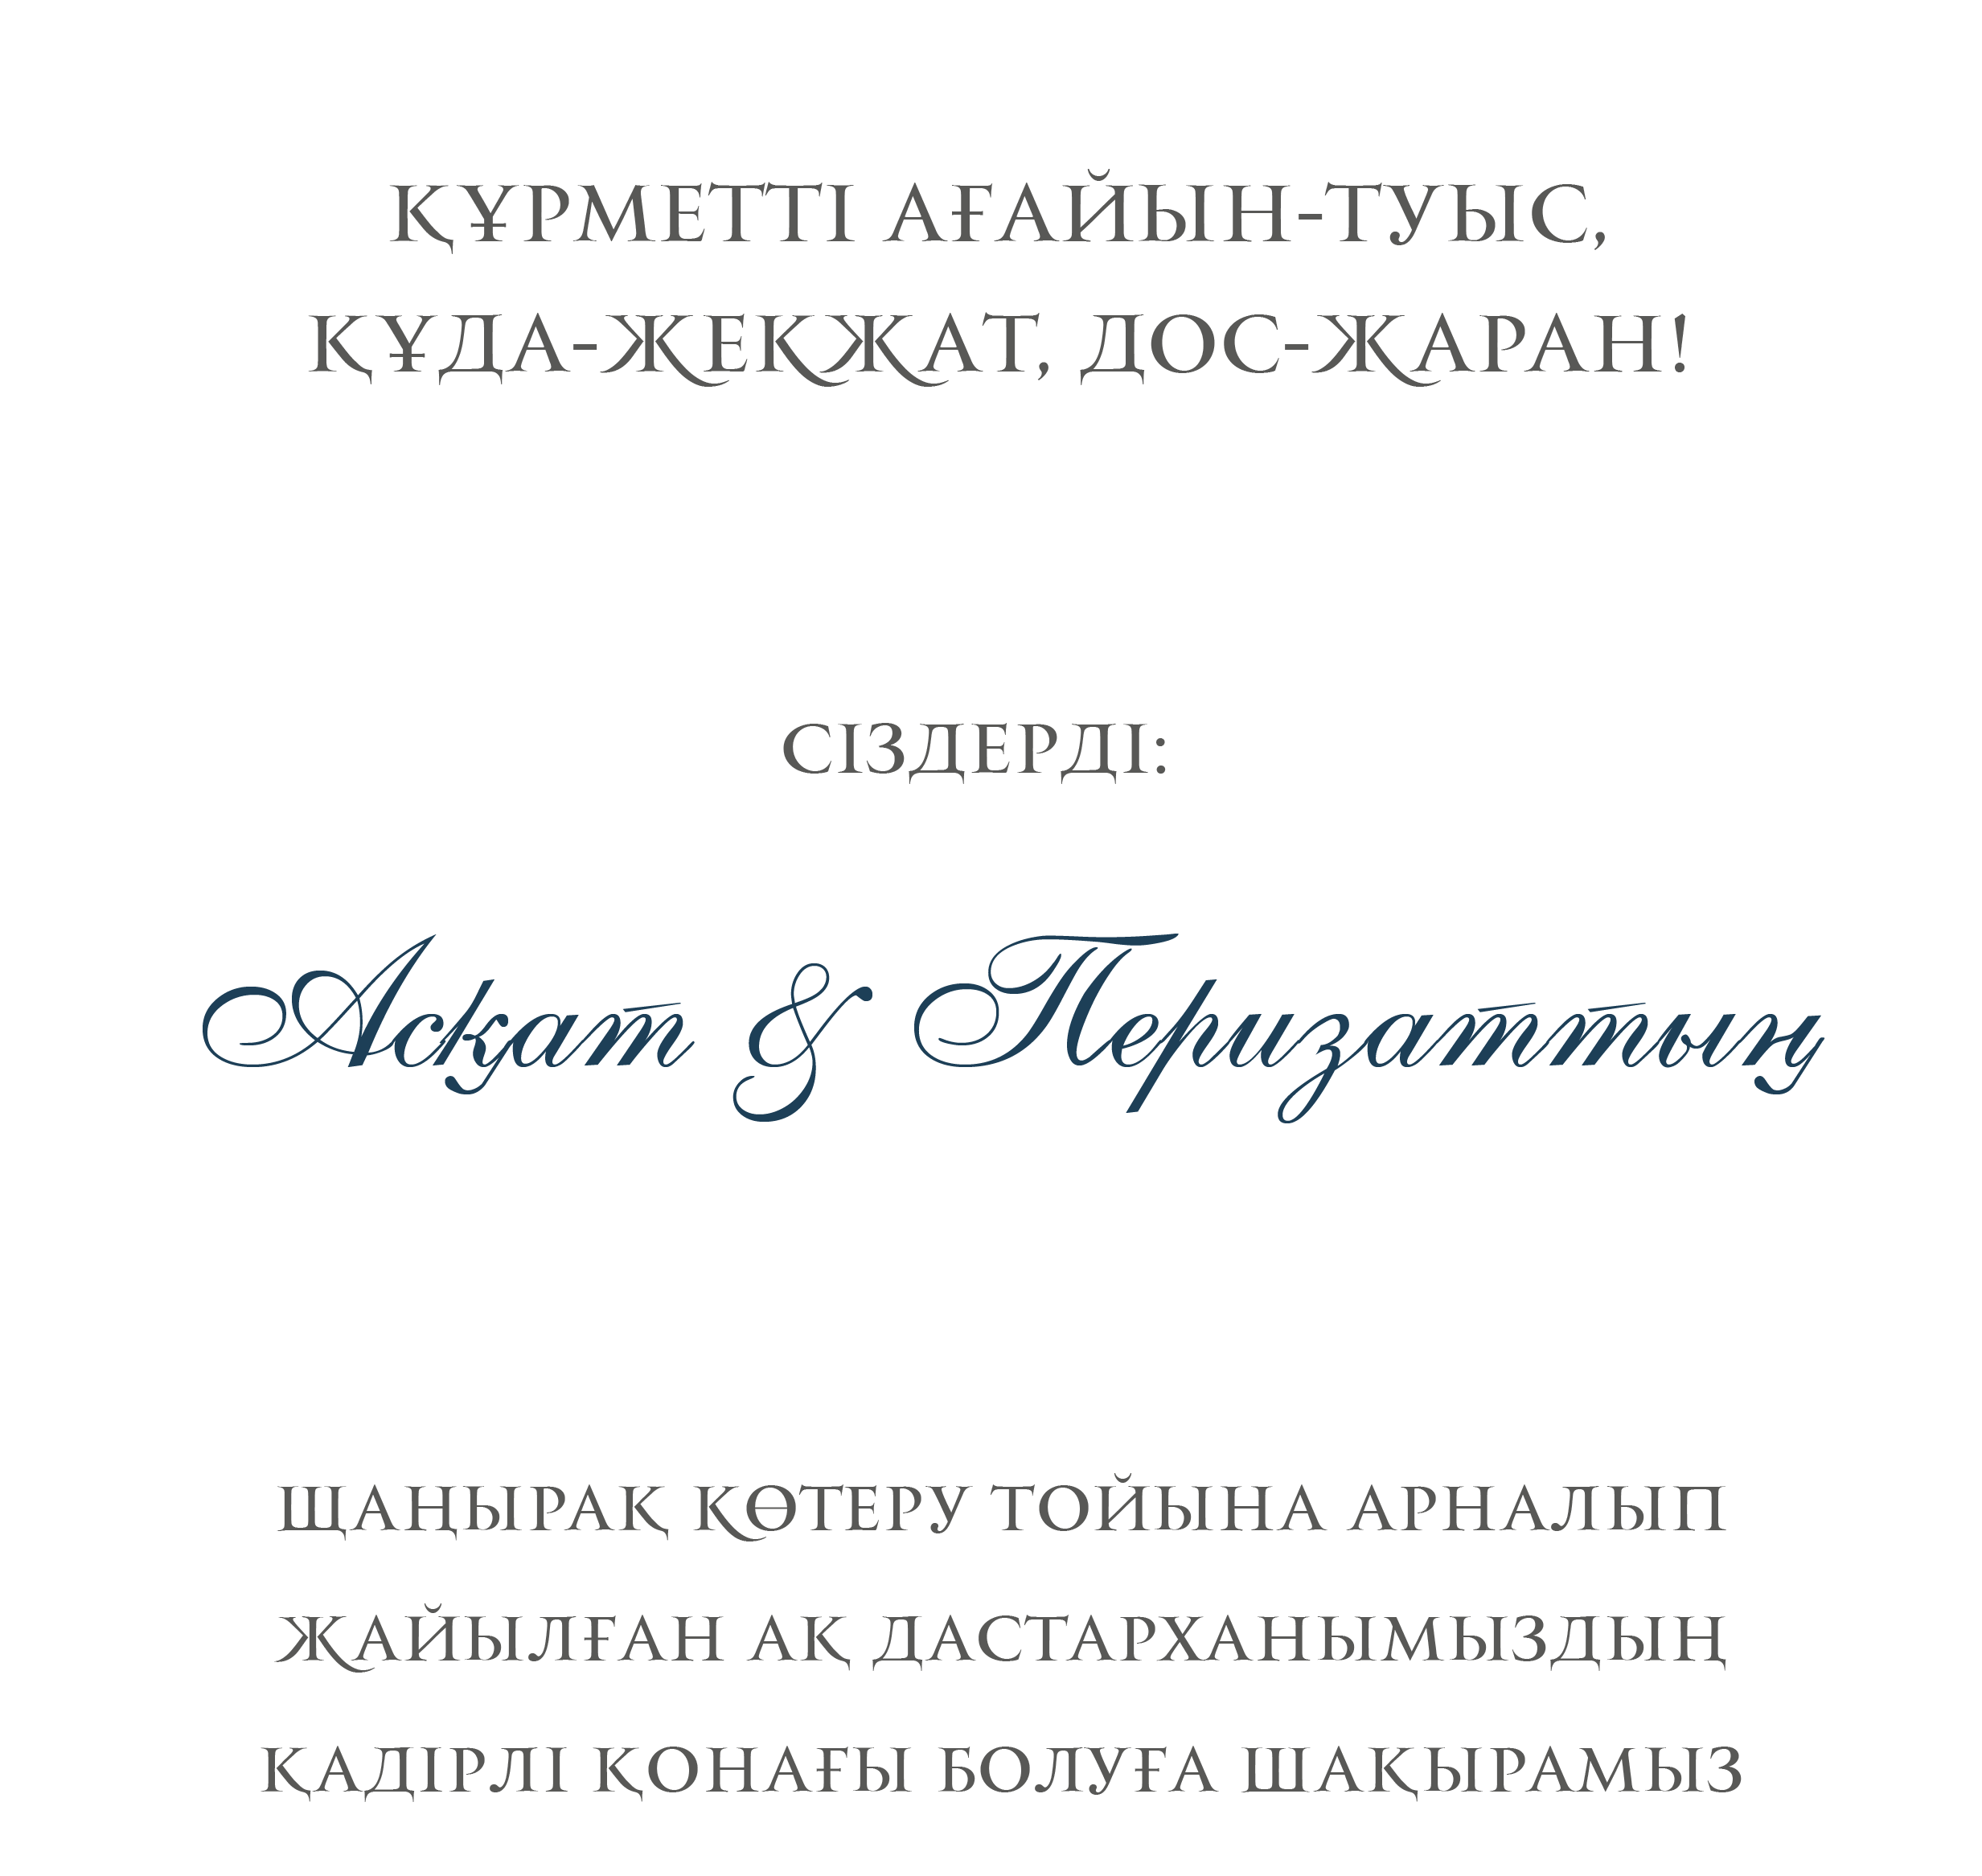 ҚҰРМЕТТІ АҒАЙЫН-ТУЫС,
ҚҰДА-ЖЕКЖАТ, ДОС-ЖАРАН!
СІЗДЕРДІ:
Асқат & Перизаттың
ЩАҢЫРАҚ КӨТЕРУ ТОЙЫНА АРНАЛЫП
ЖАЙЫЛҒАН АҚ ДАСТАРХАНЫМЫЗДЫҢ
ҚАДІРЛІ ҚОНАҒЫ БОЛУҒА ШАҚЫРАМЫЗ